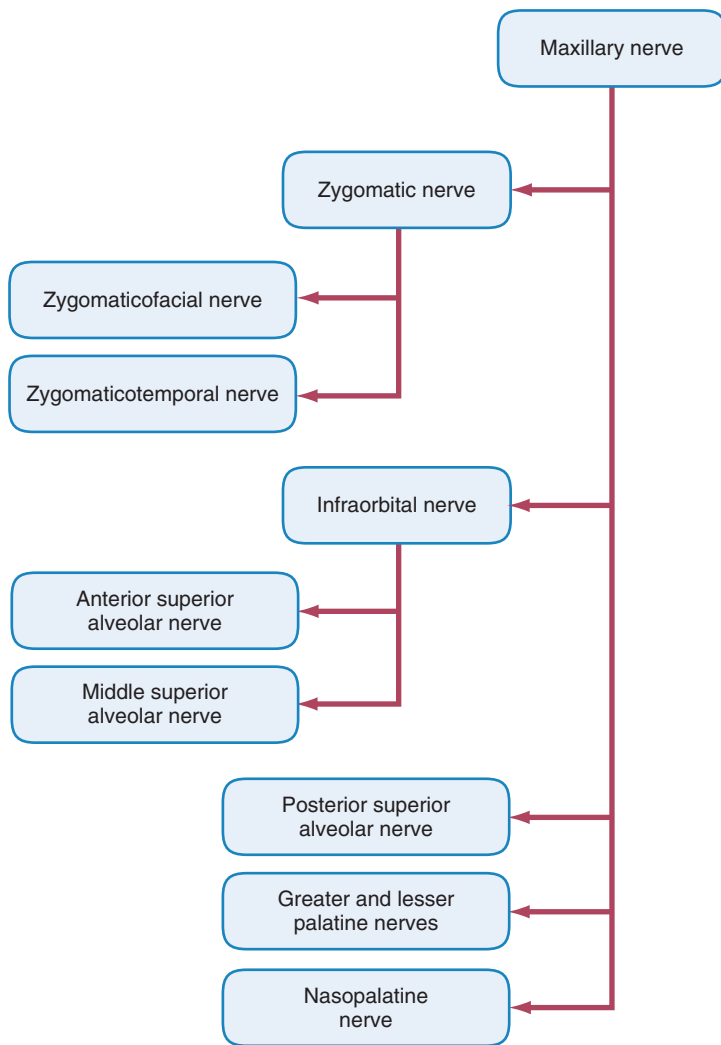 Maxillary nerve
Zygomatic nerve
Zygomaticofacial nerve
Zygomaticotemporal nerve
Infraorbital nerve
Anterior superior
alveolar nerve
Middle superior
alveolar nerve
Posterior superior
alveolar nerve
Greater and lesser
palatine nerves
Nasopalatine
nerve